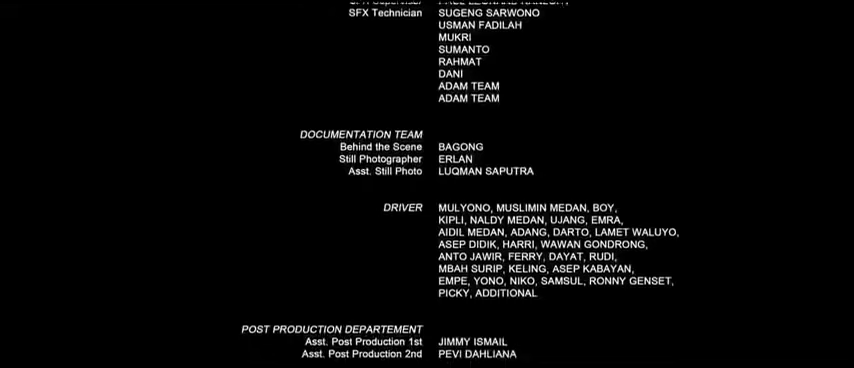 SFX Technician SUGENG SARWONO
USMAN FADILAH
MUKRI
SUMANTO
RAHMAT
DANI
ADAM TEAM
ADAM TEAM
DOCUMENTATION TEAM
Behind the Scene BAGONG
Still Photographer ERLAN
Asst. Still Photo LUQMAN SAPUTRA
DRIVER MULYONO, MUSLIMIN MEDAN, BOY,
KIPLI, NALDY MEDAN, UJANG, EMRA,
AIDIL MEDAN, ADANG, DARTO, LAMET WALUYO,
ASEP DIDIK, HARRI, WAWAN GONDRONG,
ANTO JAWIR, FERRY, DAYAT, RUDI,
MBAH SURIP, KELING, ASEP KABAYAN,
EMPE, YONO, NIKO, SAMSUL, RONNY GENSET,
PICKY, ADDITIONAL
POST PRODUCTION DEPARTEMENT
Asst. Post Production 1st JIMMY ISMAIL
Asst. Post Production 2nd PEVI DAHLIANA